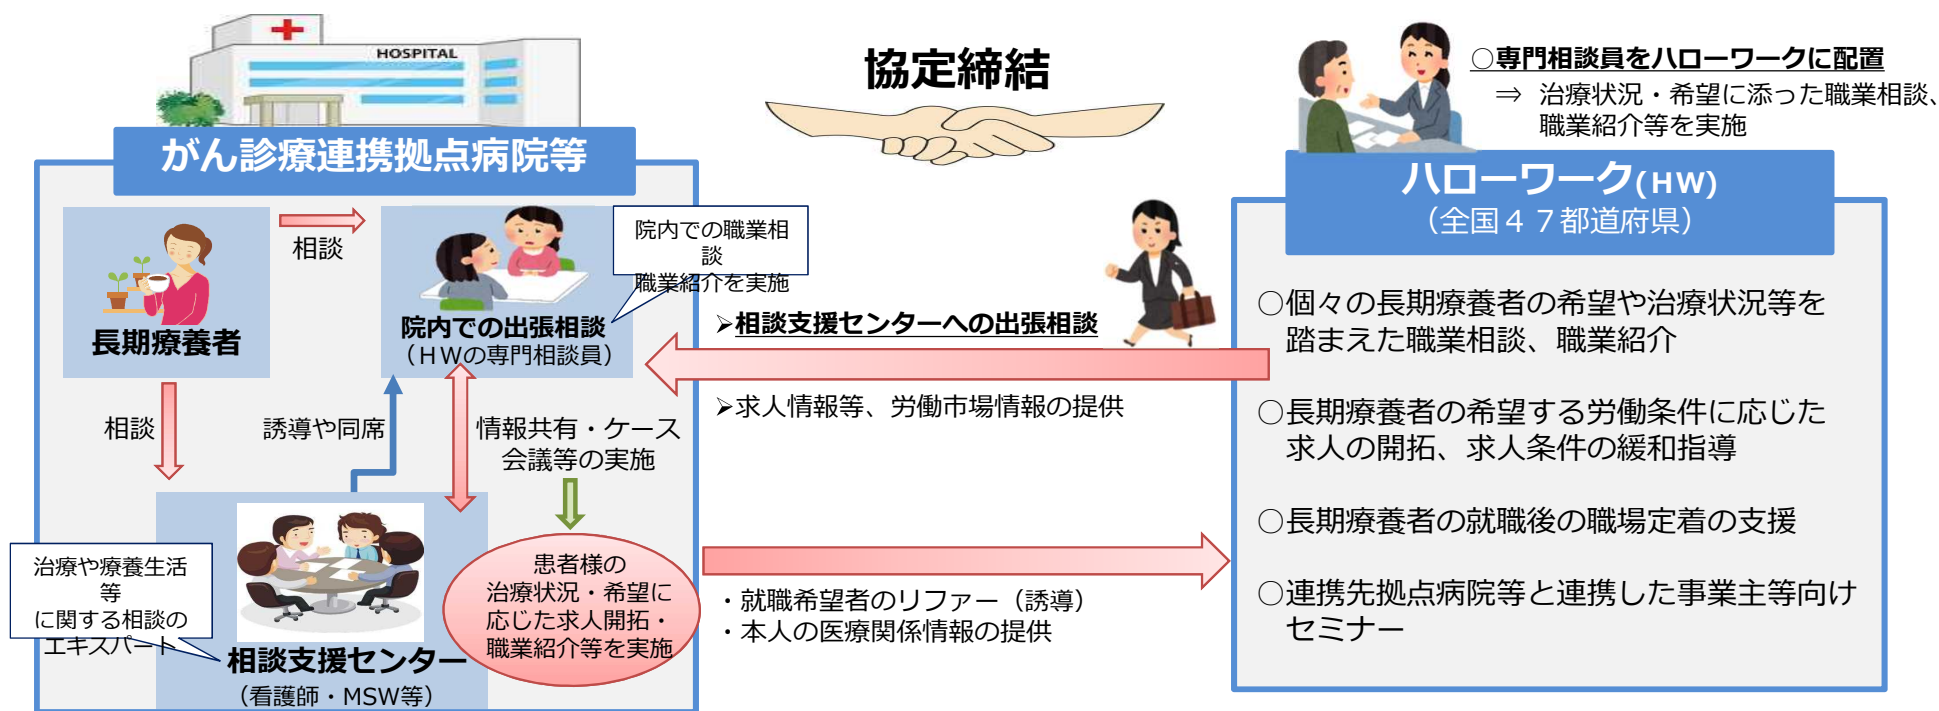 HOSPITAL
協定締結
○専門相談員をハローワークに配置
⇒ 治療状況・希望に添った職業相談、
職業紹介等を実施
がん診療連携拠点病院等
ハローワーク(HW)
（全国４７都道府県）
長期療養者
相談
院内での職業相
談
職業紹介を実施
院内での出張相談
（HWの専門相談員）
相談
誘導や同席
情報共有・ケース
会議等の実施
治療や療養生活
等
に関する相談の
エキスパート
相談支援センター
（看護師・MSW等）
患者様の
治療状況・希望に
応じた求人開拓・
職業紹介等を実施
➢相談支援センターへの出張相談
➢求人情報等、労働市場情報の提供
・就職希望者のリファー（誘導）
・本人の医療関係情報の提供
○個々の長期療養者の希望や治療状況等を
踏まえた職業相談、職業紹介
○長期療養者の希望する労働条件に応じた
求人の開拓、求人条件の緩和指導
○長期療養者の就職後の職場定着の支援
○連携先拠点病院等と連携した事業主等向け
セミナー